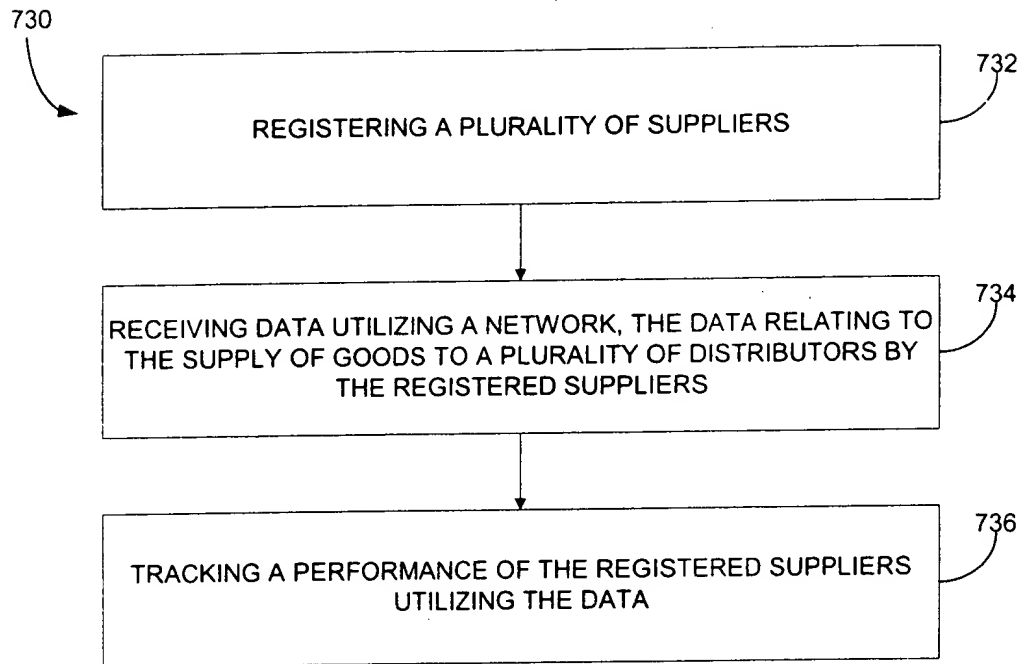 730
732
REGISTERING A PLURALITY OF SUPPLIERS
734
RECEIVING DATA UTILIZING A NETWORK, THE DATA RELATING TO
THE SUPPLY OF GOODS TO A PLURALITY OF DISTRIBUTORS BY
THE REGISTERED SUPPLIERS
736
TRACKING A PERFORMANCE OF THE REGISTERED SUPPLIERS
UTILIZING THE DATA